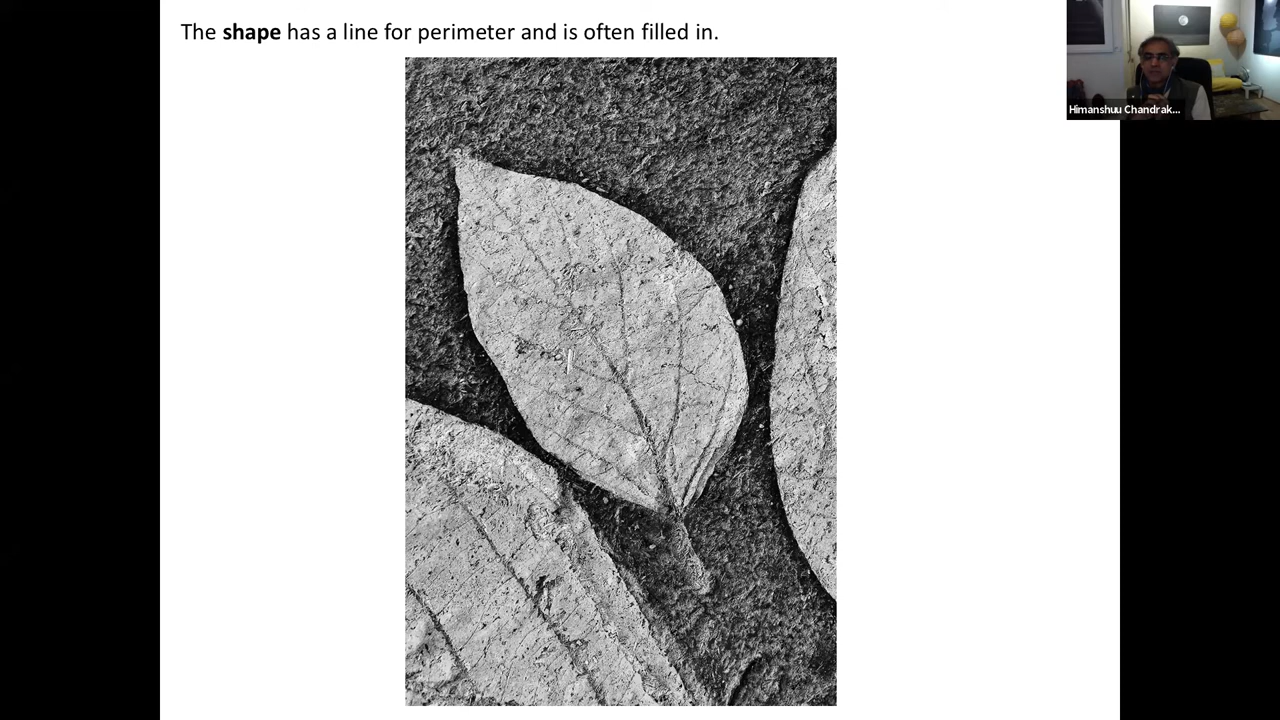 The shape has a line for perimeter and is often filled in.
Himanshuu Chandrak...